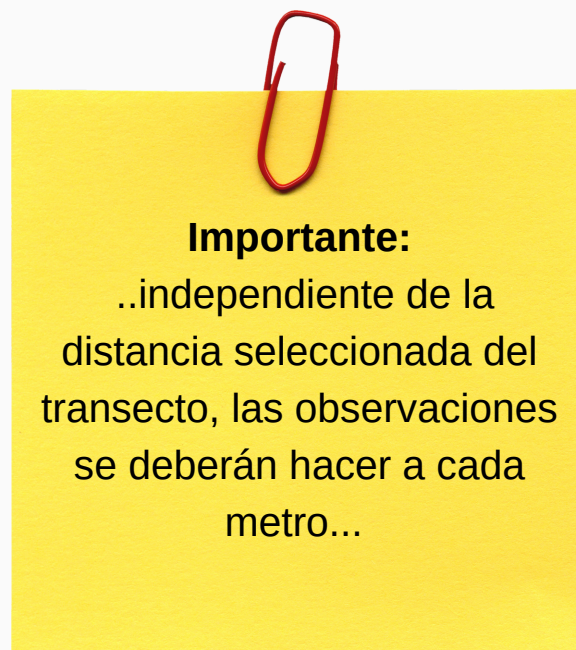 Importante:
..independiente de la
distancia seleccionada del
transecto, las observaciones
se deberán hacer a cada
metro...